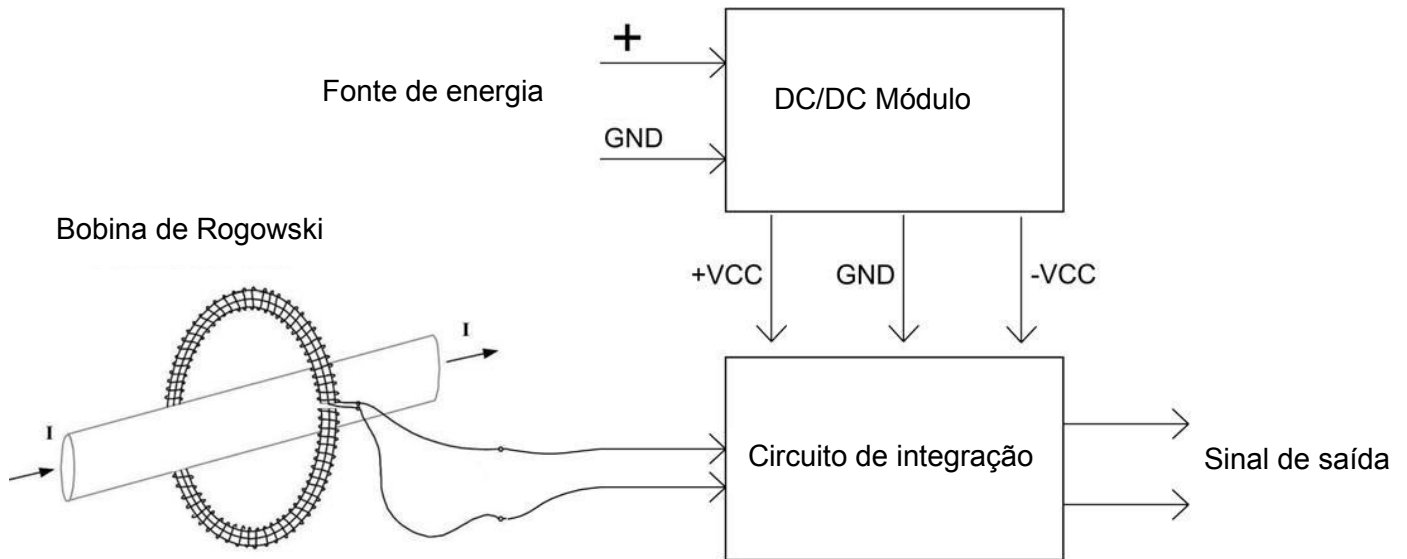 +
Fonte de energia
DC/DC Módulo
GND
Bobina de Rogowski
+VCC
GND
-VCC
I
I
Circuito de integração
Sinal de saída